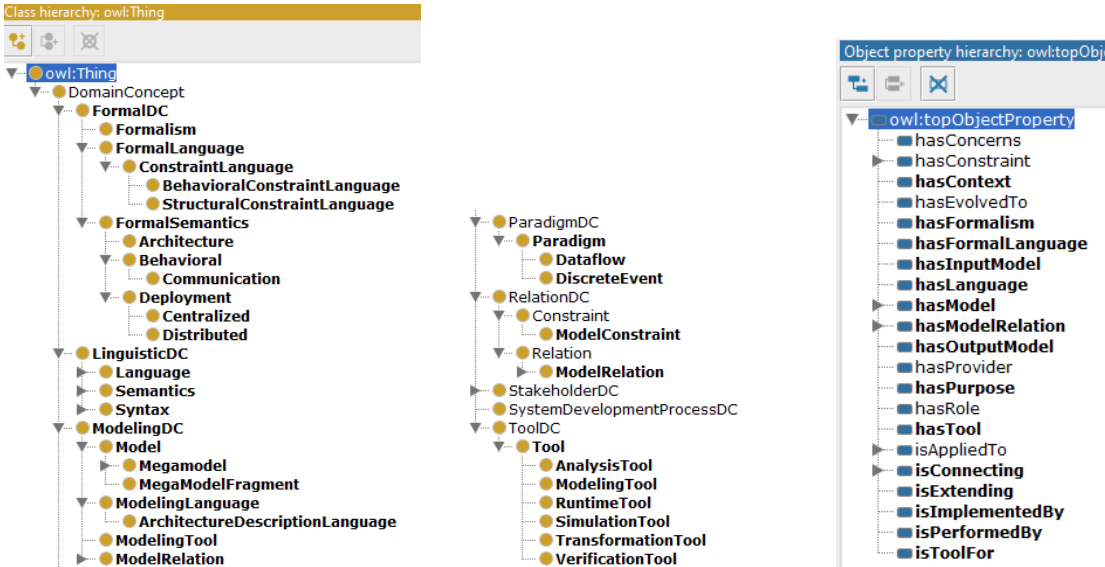 Class hierarchy: owl:Thing
owl:Thing
DomainConcept
FormalDC
Formalism
FormalLanguage
ConstraintLanguage
BehavioralConstraintLanguage
StructuralConstraintLanguage
FormalSemantics
Architecture
Behavioral
Communication
Deployment
Centralized
Distributed
LinguisticDC
Language
Semantics
Syntax
ModelingDC
Model
Megamodel
MegaModelFragment
ModelingLanguage
ArchitectureDescriptionLanguage
ModelingTool
ModelRelation
ParadigmDC
Paradigm
Dataflow
DiscreteEvent
RelationDC
Constraint
ModelConstraint
Relation
ModelRelation
StakeholderDC
SystemDevelopmentProcessDC
ToolDC
Tool
AnalysisTool
ModelingTool
RuntimeTool
SimulationTool
TransformationTool
VerificationTool
Object property hierarchy: owl:topObje
owl:topObjectProperty
hasConcerns
hasConstraint
hasContext
hasEvolvedTo
hasFormalism
hasFormalLanguage
hasInputModel
hasLanguage
hasModel
hasModelRelation
hasOutputModel
hasProvider
hasPurpose
hasRole
hasTool
isAppliedTo
isConnecting
isExtending
isImplementedBy
isPerformedBy
isToolFor